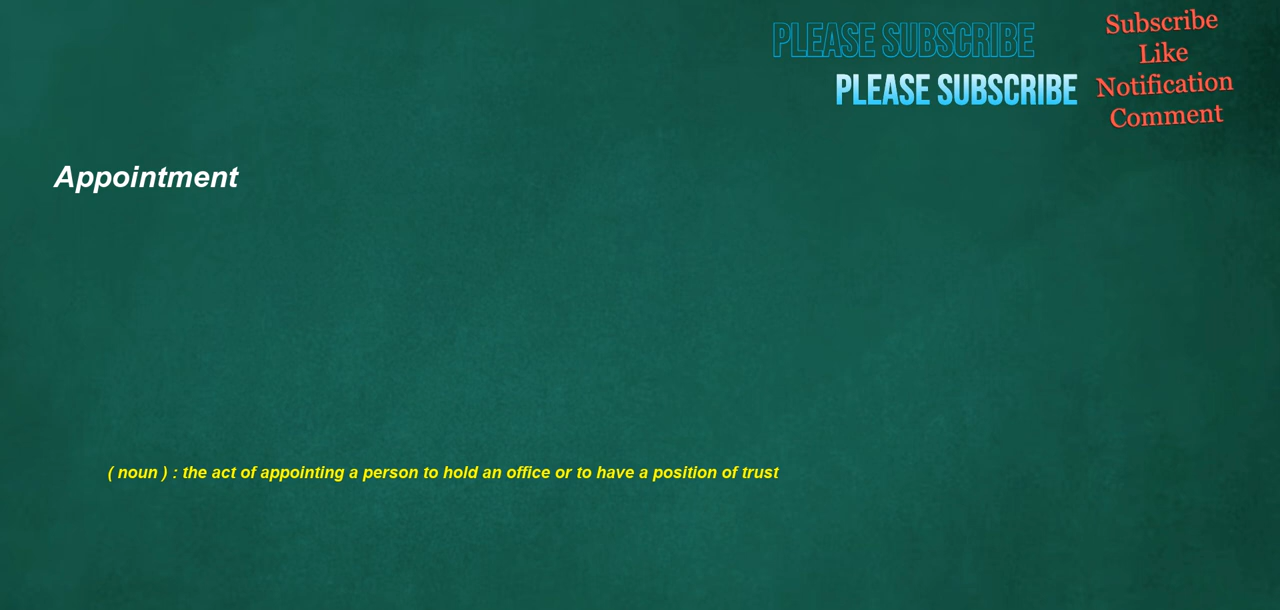 PLEASE SUBSCRIBE
PLEASE SUBSCRIBE
Subscribe
Like
Notification
Comment
Appointment
( noun ) : the act of appointing a person to hold an office or to have a position of trust